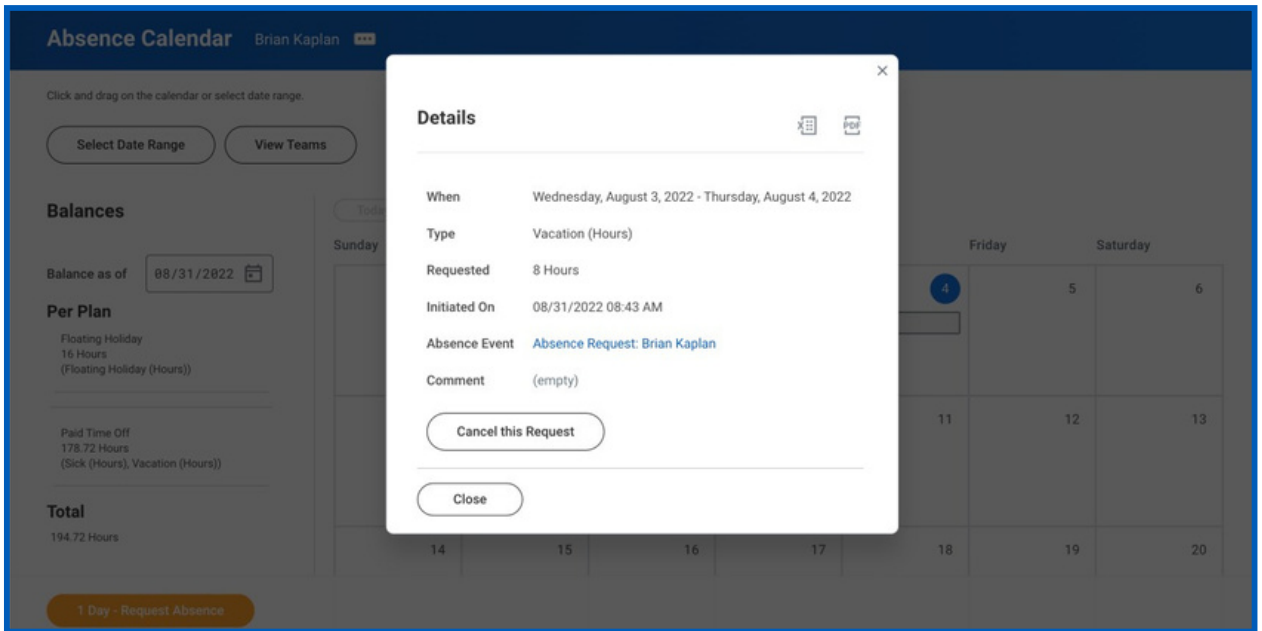 Absence Calendar Brian Kaplan
Click and drag on the calendar or select date range.
Select Date Range
View Teams
Balances
Balance as of 08/31/2022
Per Plan
Floating Holiday
16 Hours
(Floating Holiday (Hours))
Paid Time Off
178.72 Hours
(Sick (Hours), Vacation (Hours))
Total
194.72 Hours
1 Day - Request Absence
Sunday Friday Saturday
4 5 6
11 12 13
14 15 16 17 18 19 20
Details
PDF
When Wednesday, August 3, 2022 - Thursday, August 4, 2022
Type Vacation (Hours)
Requested 8 Hours
Initiated On 08/31/2022 08:43 AM
Absence Event Absence Request: Brian Kaplan
Comment (empty)
Cancel this Request
Close